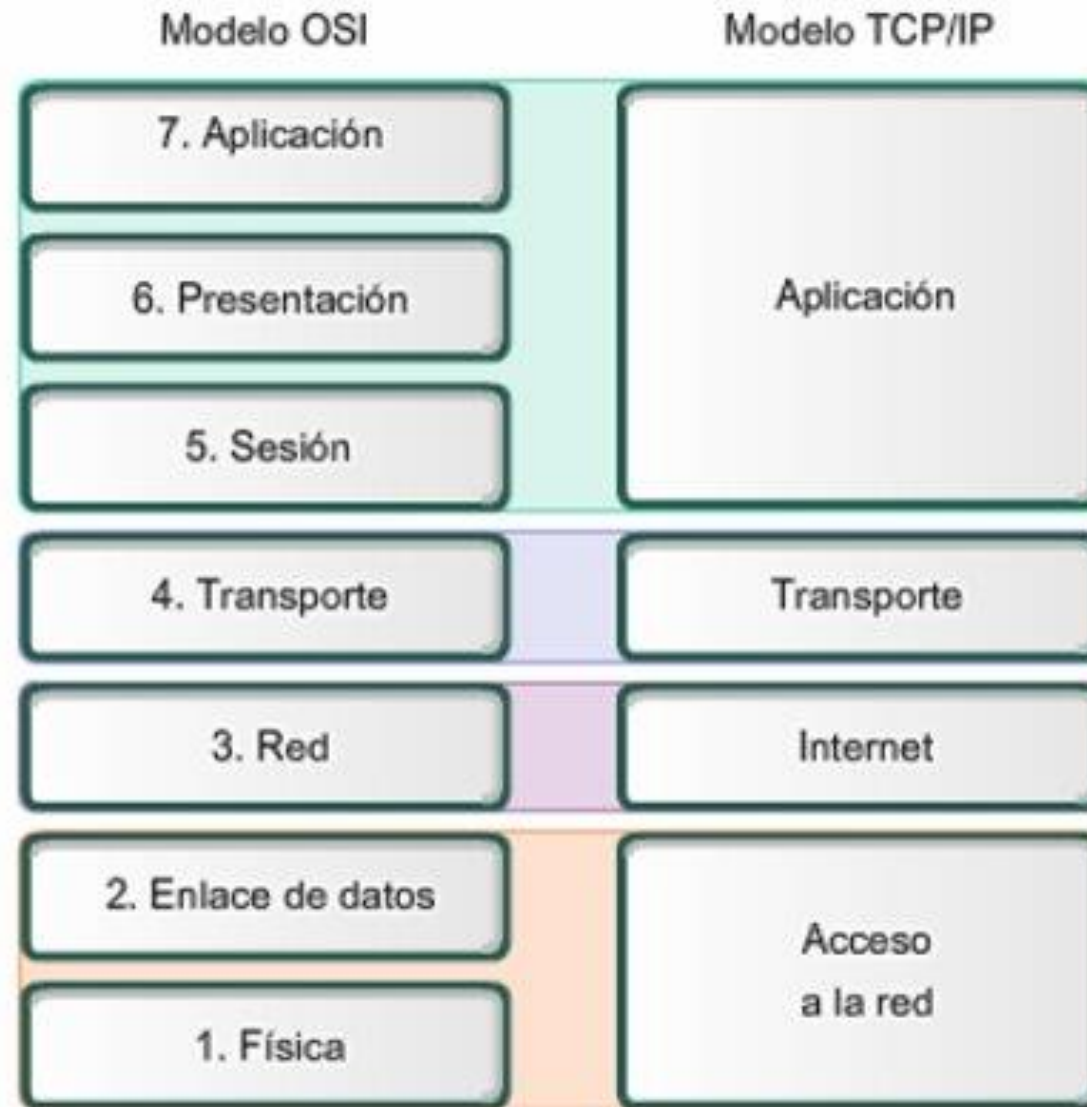 Modelo OSI
Modelo TCP/IP
7. Aplicación
6. Presentación
5. Sesión
Aplicación
4. Transporte
Transporte
3. Red
Internet
2. Enlace de datos
1. Física
Acceso
a la red